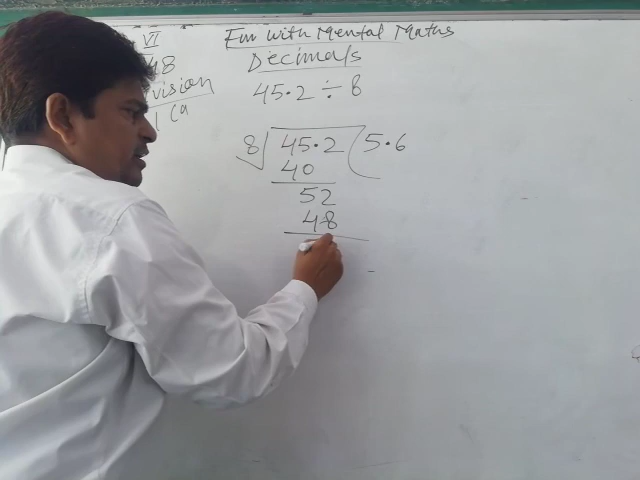 VI
48
vision
Fun with Mental Maths
Decimals
45.2 ÷ 8
8 45.2 5.6
40
52
48